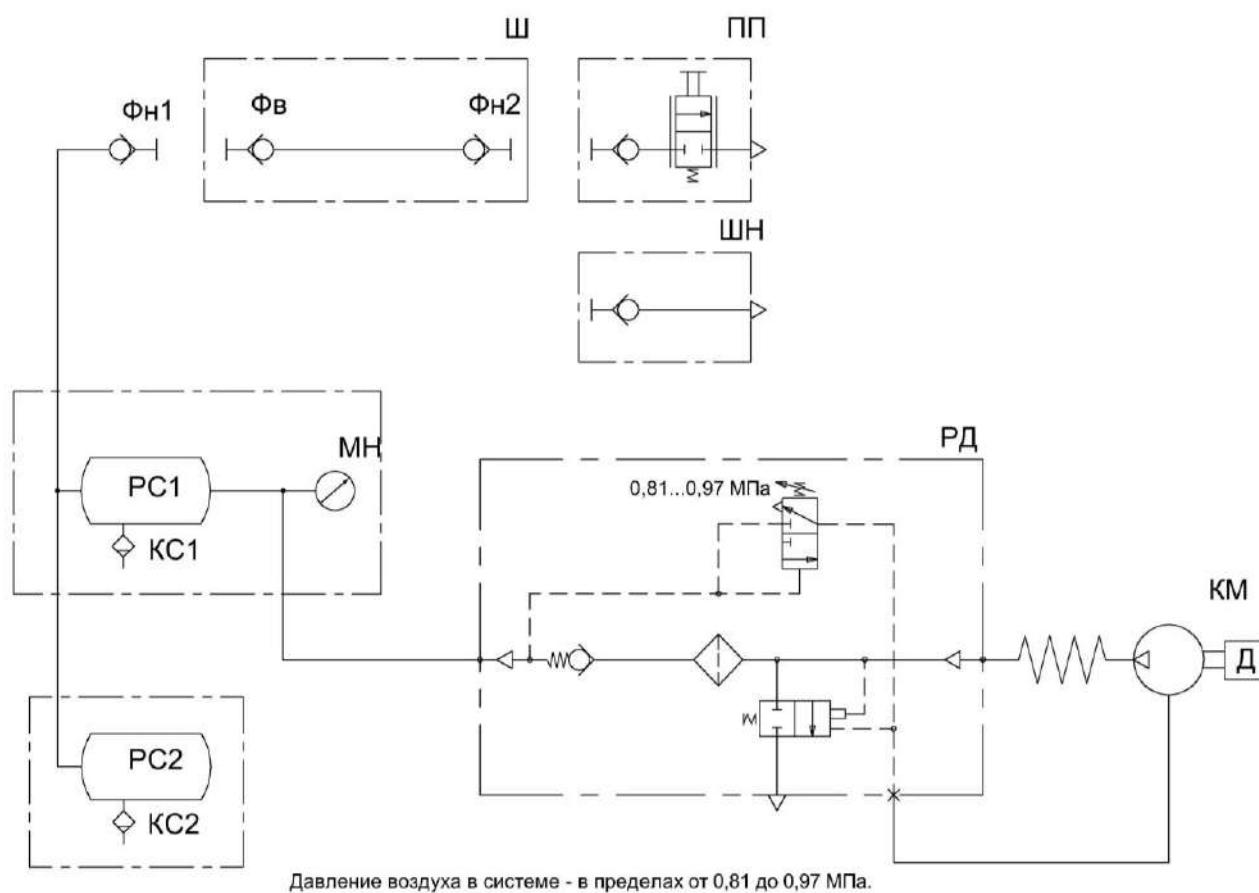 Ш
ПП
Фн1
Фв
Фн2
ШН
МН
РД
РС1
0,81...0,97 МПа
КС1
КМ
Д
РС2
КС2
Давление воздуха в системе - в пределах от 0,81 до 0,97 МПа.